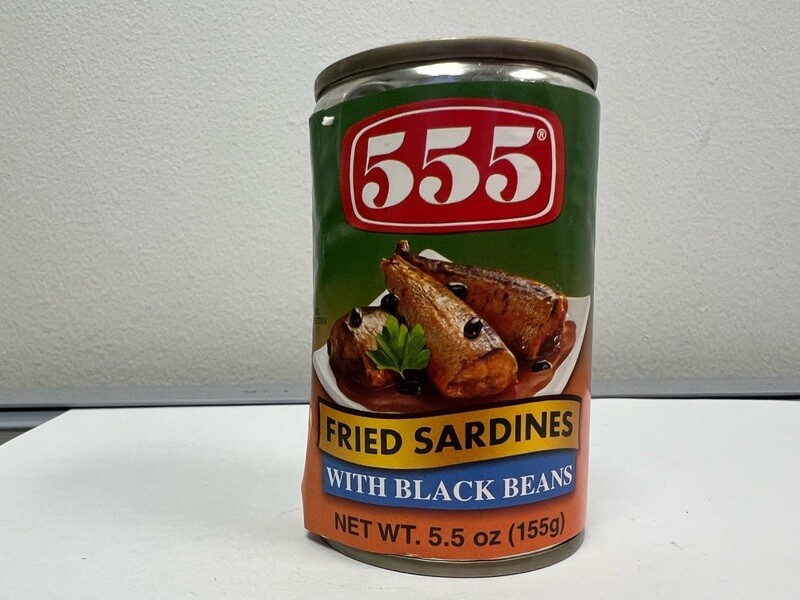 555®
FRIED SARDINES
WITH BLACK BEANS
NET WT. 5.5 oz (155g)